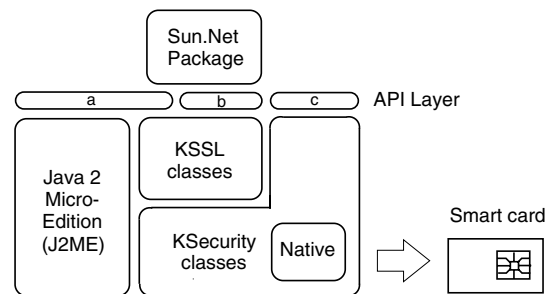 Sun.Net
Package
a b c API Layer
Java 2
Micro-
Edition
(J2ME)
KSSL
classes
KSecurity
classes
Native
Smart card